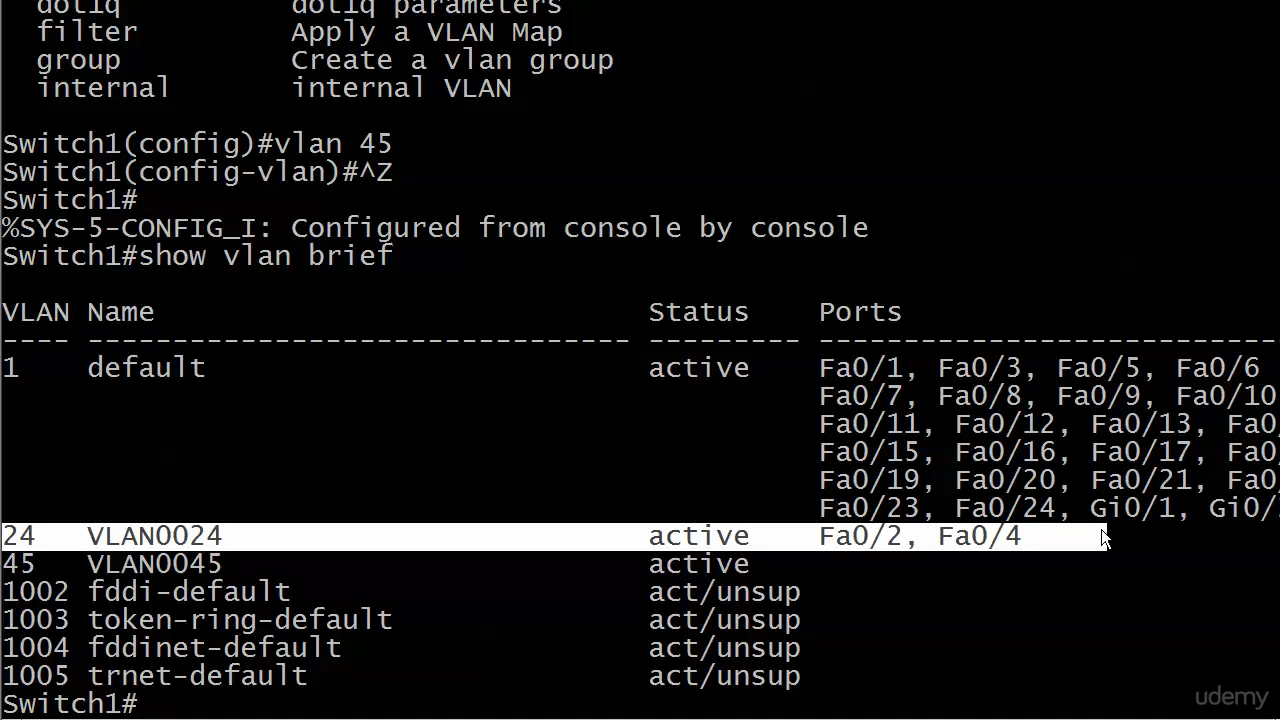 dot1q           dot1q parameters
filter          Apply a VLAN Map
group           Create a vlan group
internal        internal VLAN
Switch1(config)#vlan 45
Switch1(config-vlan)#^Z
Switch1#
%SYS-5-CONFIG_I: Configured from console by console
Switch1#show vlan brief
VLAN Name                             Status    Ports
---- -------------------------------- --------- ---------------------------
1    default                          active    Fa0/1, Fa0/3, Fa0/5, Fa0/6
Fa0/7, Fa0/8, Fa0/9, Fa0/10
Fa0/11, Fa0/12, Fa0/13, Fa0
Fa0/15, Fa0/16, Fa0/17, Fa0
Fa0/19, Fa0/20, Fa0/21, Fa0
Fa0/23, Fa0/24, Gi0/1, Gi0/
24   VLAN0024                         active    Fa0/2, Fa0/4
45   VLAN0045                         active
1002 fddi-default                     act/unsup
1003 token-ring-default               act/unsup
1004 fddinet-default                  act/unsup
1005 trnet-default                    act/unsup
Switch1#
udemy